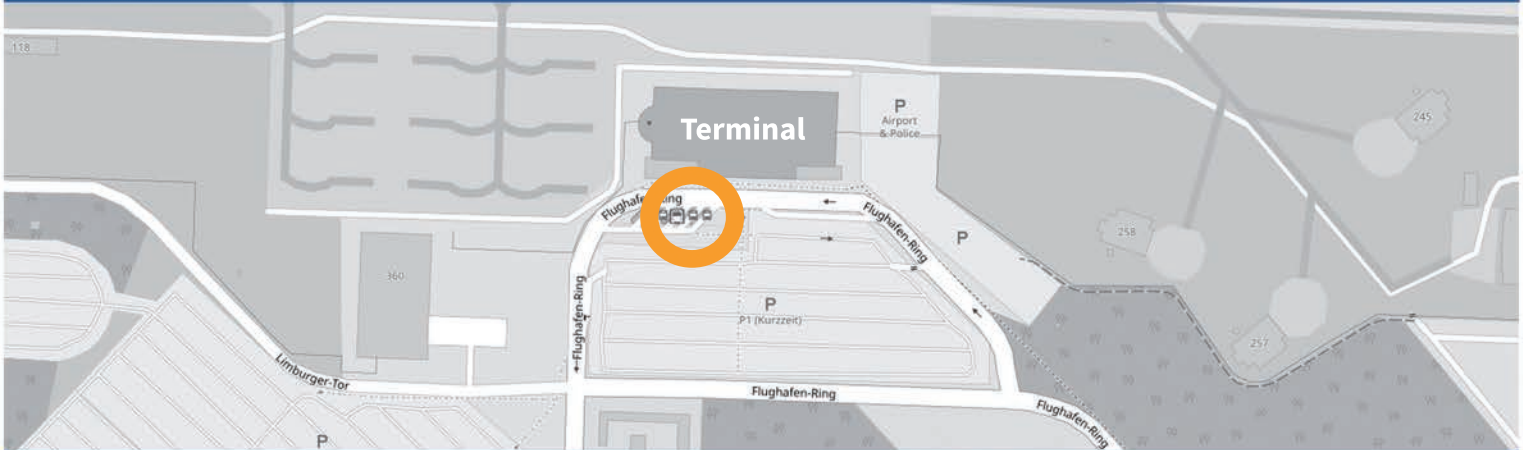 118
P
Airport
& Police
Terminal
245
Flughafen-Ring
Flughafen-Ring
P
258
360
Flughafen-Ring
P
P1 (Kurzzeit)
257
Limburger-Tor
Flughafen-Ring
Flughafen-Ring
P